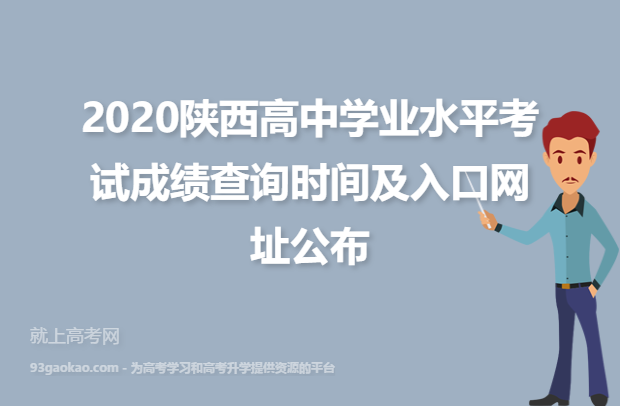 2020陕西高中学业水平考
试成绩查询时间及入口网
址公布
就上高考网
93gaokao.com - 为高考学习和高考升学提供资源的平台